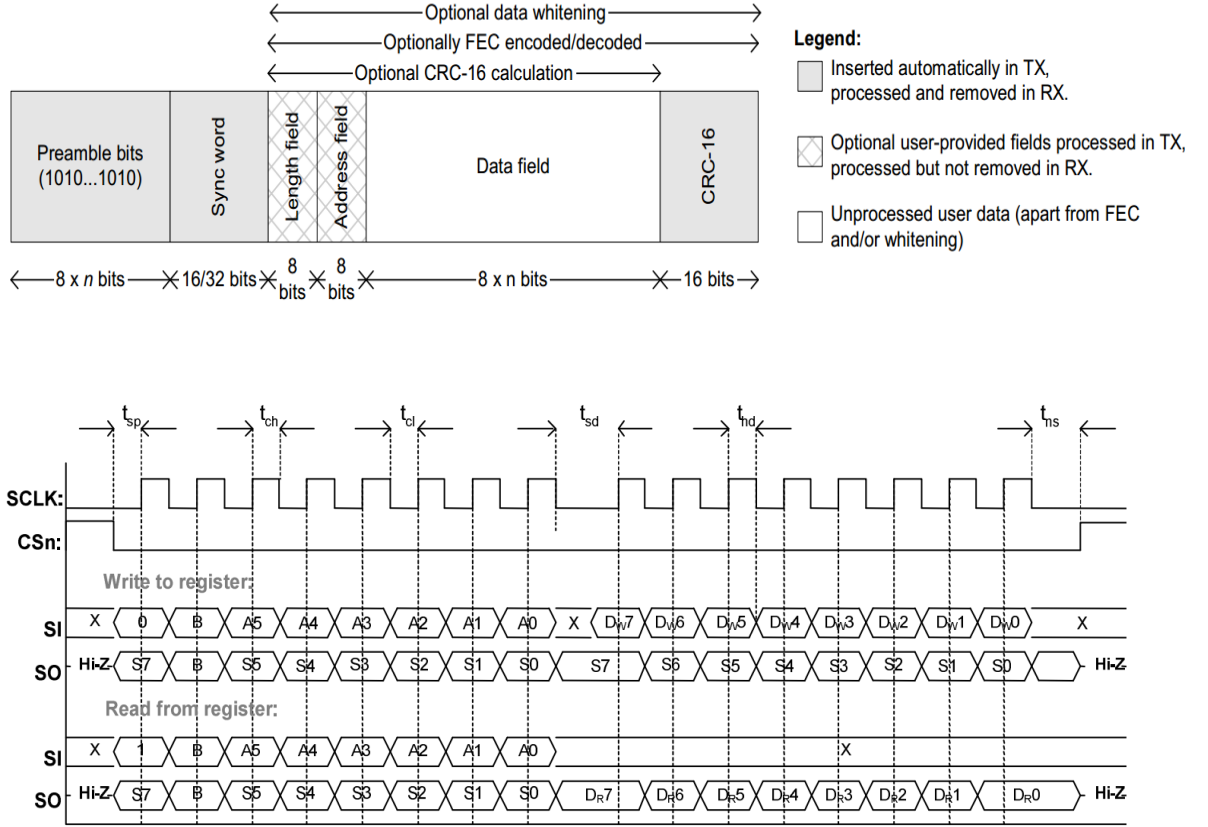 Optional data whitening
Optionally FEC encoded/decoded
Optional CRC-16 calculation
Preamble bits
(1010...1010)
Sync word
Length field
Address field
Data field
CRC-16
8 x n bits
16/32 bits
8
bits
8
bits
8 x n bits
16 bits
Legend:
Inserted automatically in TX,
processed and removed in RX.
Optional user-provided fields processed in TX,
processed but not removed in RX.
Unprocessed user data (apart from FEC
and/or whitening)
tsp tch tcl tsd thd tns
SCLK:
CSn:
Write to register:
SI X 0 B A5 A4 A3 A2 A1 A0 X DW7 DW6 DW5 DW4 DW3 DW2 DW1 DW0 X
SO Hi-Z S7 B S5 S4 S3 S2 S1 S0 S7 S6 S5 S4 S3 S2 S1 S0 Hi-Z
Read from register:
SI X 1 B A5 A4 A3 A2 A1 A0 X
SO Hi-Z S7 B S5 S4 S3 S2 S1 S0 DR7 DR6 DR5 DR4 DR3 DR2 DR1 DR0 Hi-Z